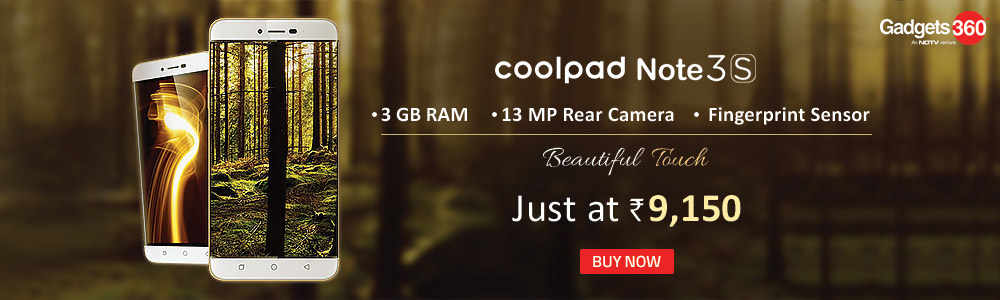 Gadgets 360
An NDTV venture
coolpad Note 3S
• 3 GB RAM • 13 MP Rear Camera • Fingerprint Sensor
Beautiful Touch
Just at ₹ 9,150
BUY NOW